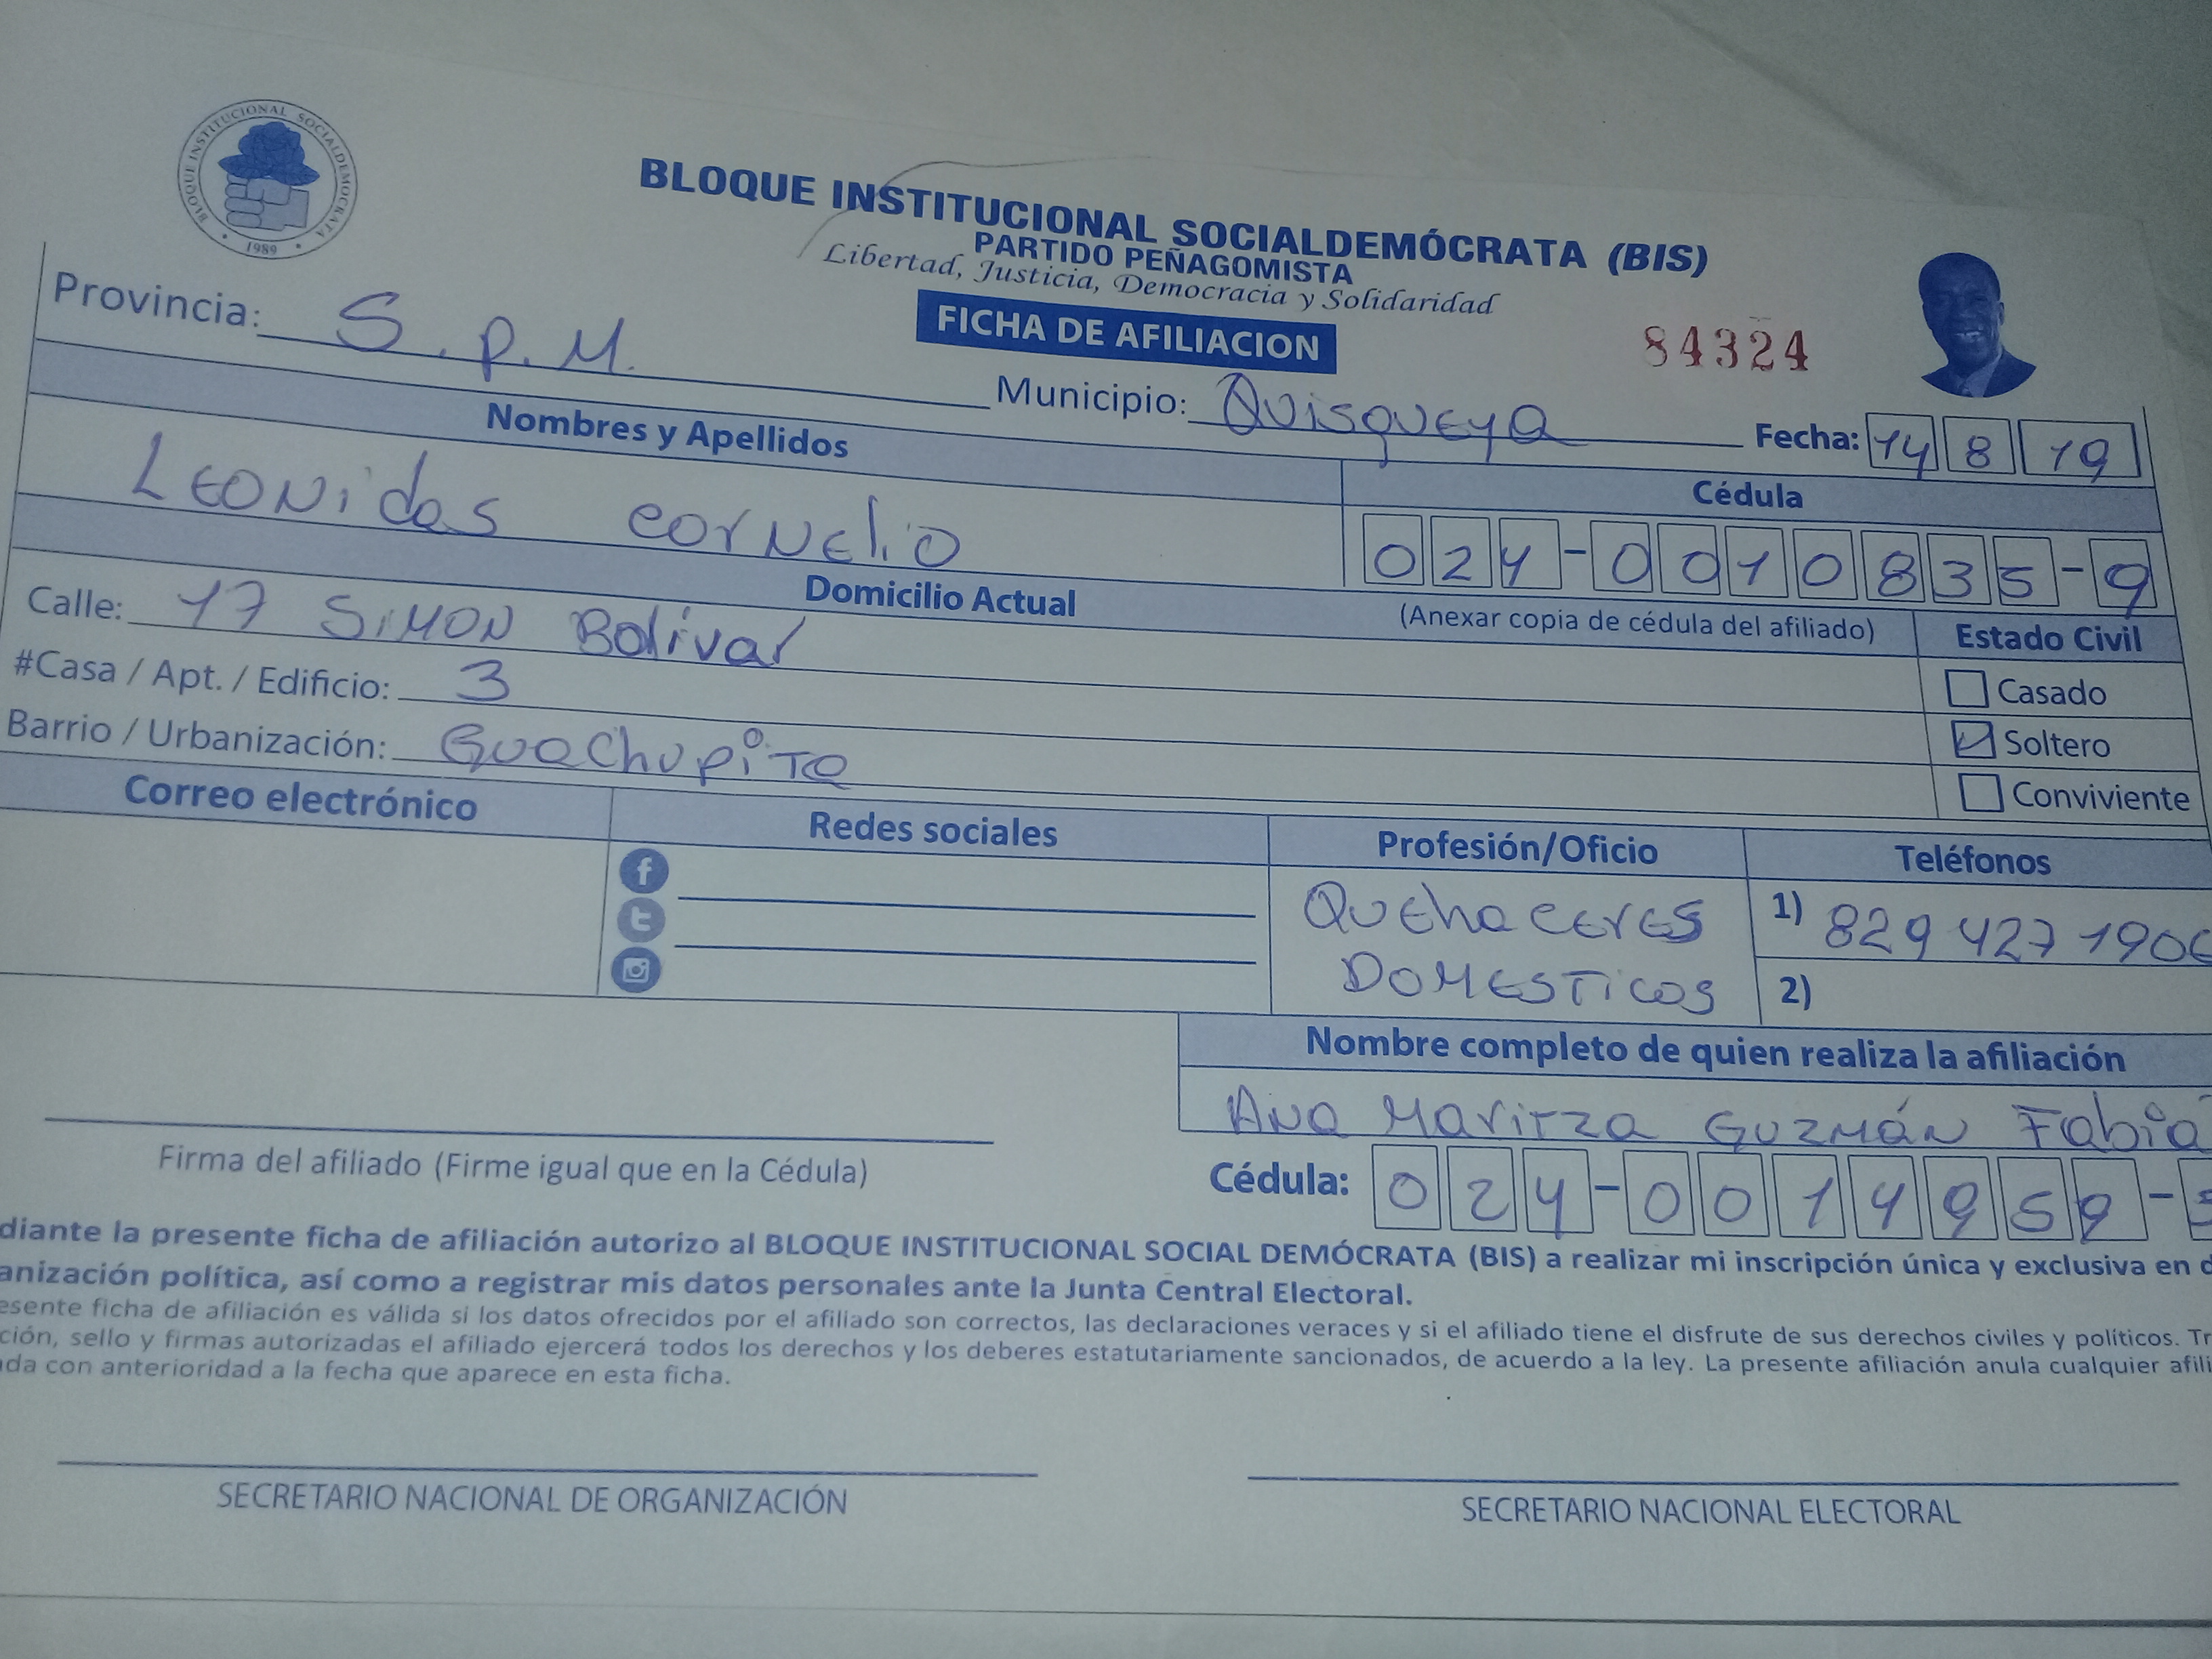 BLOQUE INSTITUCIONAL SOCIALDEMOCRATA
1989
BLOQUE INSTITUCIONAL SOCIALDEMÓCRATA (BIS)
PARTIDO PEÑAGOMISTA
Libertad, Justicia, Democracia y Solidaridad
FICHA DE AFILIACION
84324
Provincia: S.P.M. Municipio: Quisqueya Fecha: 14 8 19
Nombres y Apellidos Cédula
Leonidas Cornelio 024-0010835-9
Domicilio Actual (Anexar copia de cédula del afiliado) Estado Civil
Calle: 17 Simon Bolivar
#Casa / Apt. / Edificio: 3 Casado
Barrio / Urbanización: Guachupita Soltero
Conviviente
Correo electrónico Redes sociales Profesión/Oficio Teléfonos
Quehaceres 1) 829 427 1906
Domesticos 2)
Nombre completo de quien realiza la afiliación
Ana Maritza Guzmán Fabia
Firma del afiliado (Firme igual que en la Cédula) Cédula: 024-0014959-
diante la presente ficha de afiliación autorizo al BLOQUE INSTITUCIONAL SOCIAL DEMÓCRATA (BIS) a realizar mi inscripción única y exclusiva en d
anización política, así como a registrar mis datos personales ante la Junta Central Electoral.
esente ficha de afiliación es válida si los datos ofrecidos por el afiliado son correctos, las declaraciones veraces y si el afiliado tiene el disfrute de sus derechos civiles y políticos. Tr
ción, sello y firmas autorizadas el afiliado ejercerá todos los derechos y los deberes estatutariamente sancionados, de acuerdo a la ley. La presente afiliación anula cualquier afili
da con anterioridad a la fecha que aparece en esta ficha.
SECRETARIO NACIONAL DE ORGANIZACIÓN SECRETARIO NACIONAL ELECTORAL